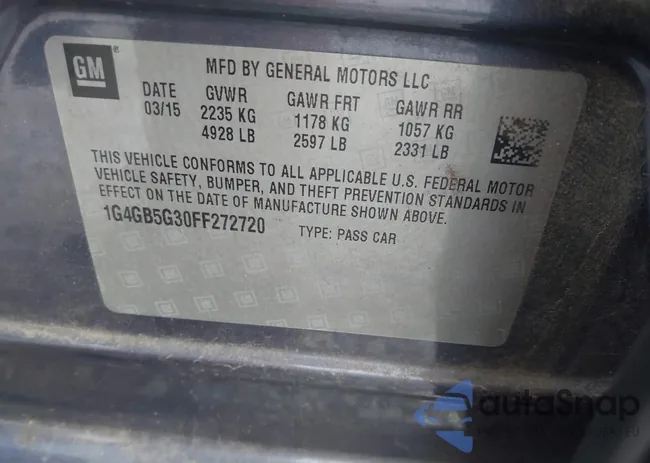 GM
MFD BY GENERAL MOTORS LLC
DATE GVWR GAWR FRT GAWR RR
03/15 2235 KG 1178 KG 1057 KG
4928 LB 2597 LB 2331 LB
THIS VEHICLE CONFORMS TO ALL APPLICABLE U.S. FEDERAL MOTOR
VEHICLE SAFETY, BUMPER, AND THEFT PREVENTION STANDARDS IN
EFFECT ON THE DATE OF MANUFACTURE SHOWN ABOVE.
1G4GB5G30FF272720 TYPE: PASS CAR
autoSnap